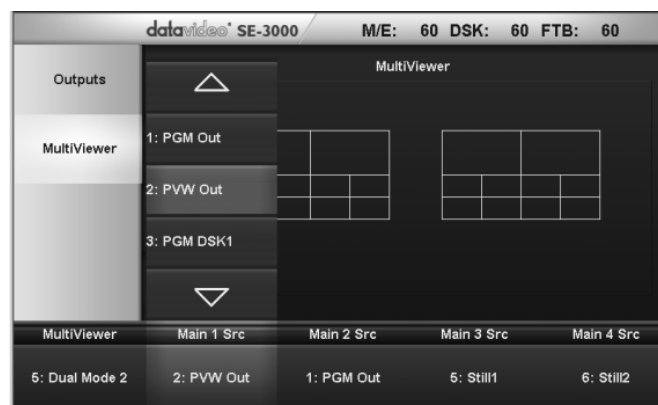 datavideo SE-3000 M/E: 60 DSK: 60 FTB: 60
MultiViewer
Outputs
MultiViewer
1: PGM Out
2: PVW Out
3: PGM DSK1
MultiViewer Main 1 Src Main 2 Src Main 3 Src Main 4 Src
5: Dual Mode 2 2: PVW Out 1: PGM Out 5: Still1 6: Still2